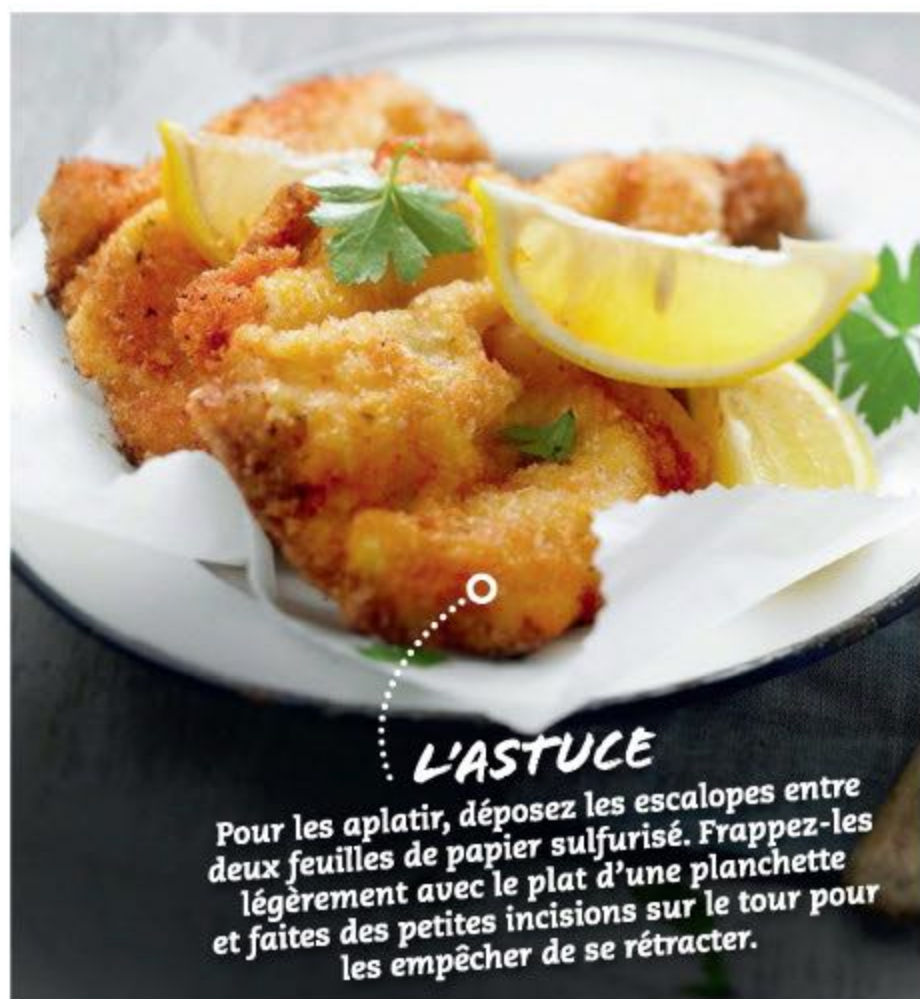 L'ASTUCE
Pour les aplatir, déposez les escalopes entre
deux feuilles de papier sulfurisé. Frappez-les
légèrement avec le plat d'une planchette
et faites des petites incisions sur le tour pour
les empêcher de se rétracter.